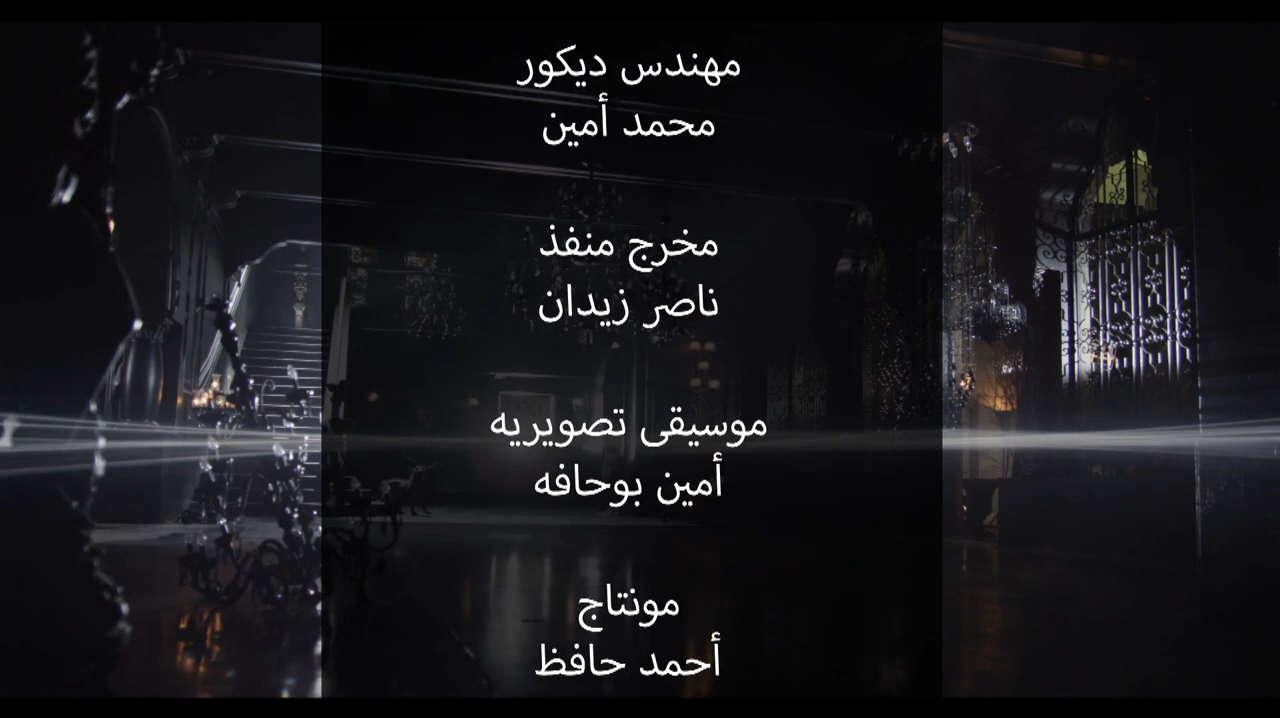 مهندس ديكور
محمد أمين
مخرج منفذ
ناصر زيدان
موسيقى تصويريه
أمين بوحافه
مونتاج
أحمد حافظ